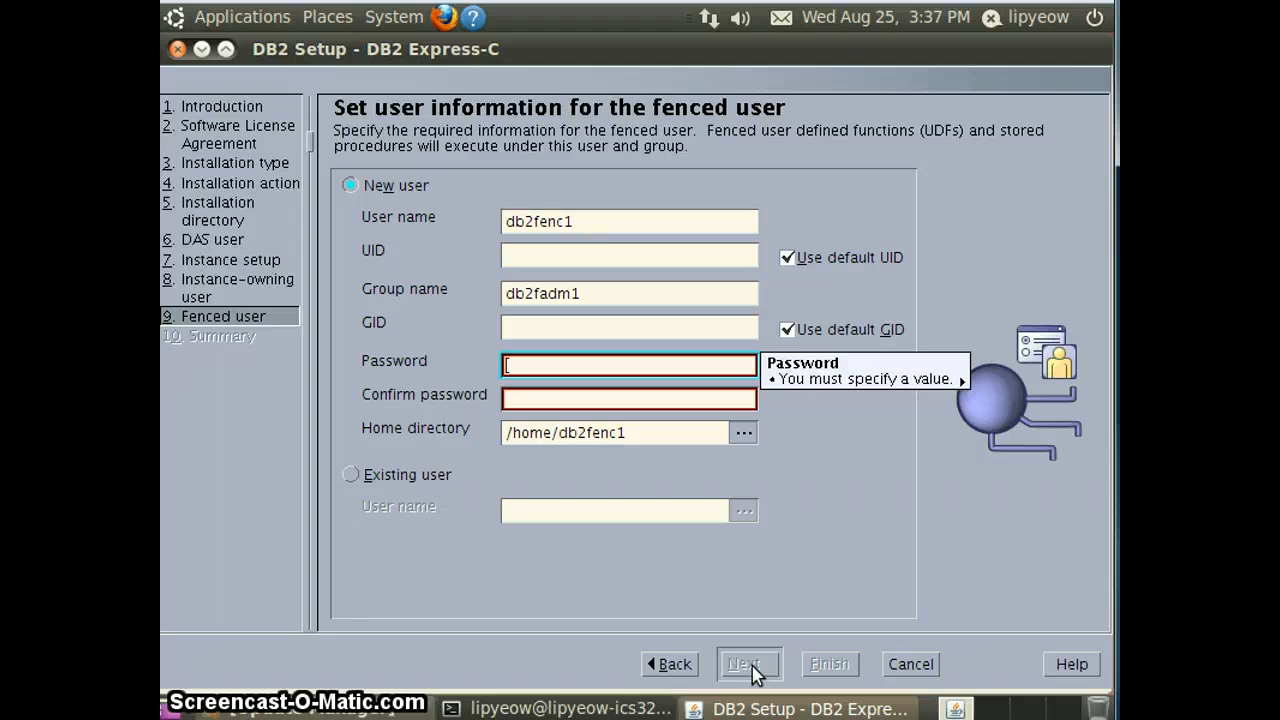 Applications Places System ? Wed Aug 25, 3:37 PM lipyeow
DB2 Setup - DB2 Express-C
1. Introduction
2. Software License
Agreement
3. Installation type
4. Installation action
5. Installation
directory
6. DAS user
7. Instance setup
8. Instance-owning
user
9. Fenced user
10. Summary
Set user information for the fenced user
Specify the required information for the fenced user. Fenced user defined functions (UDFs) and stored
procedures will execute under this user and group.
New user
User name db2fenc1
UID Use default UID
Group name db2fadm1
GID Use default GID
Password
Password
• You must specify a value.
Confirm password
Home directory /home/db2fenc1 ...
Existing user
User name ...
Back Next Finish Cancel Help
Screencast-O-Matic.com
lipyeow@lipyeow-ics32... DB2 Setup - DB2 Expre...